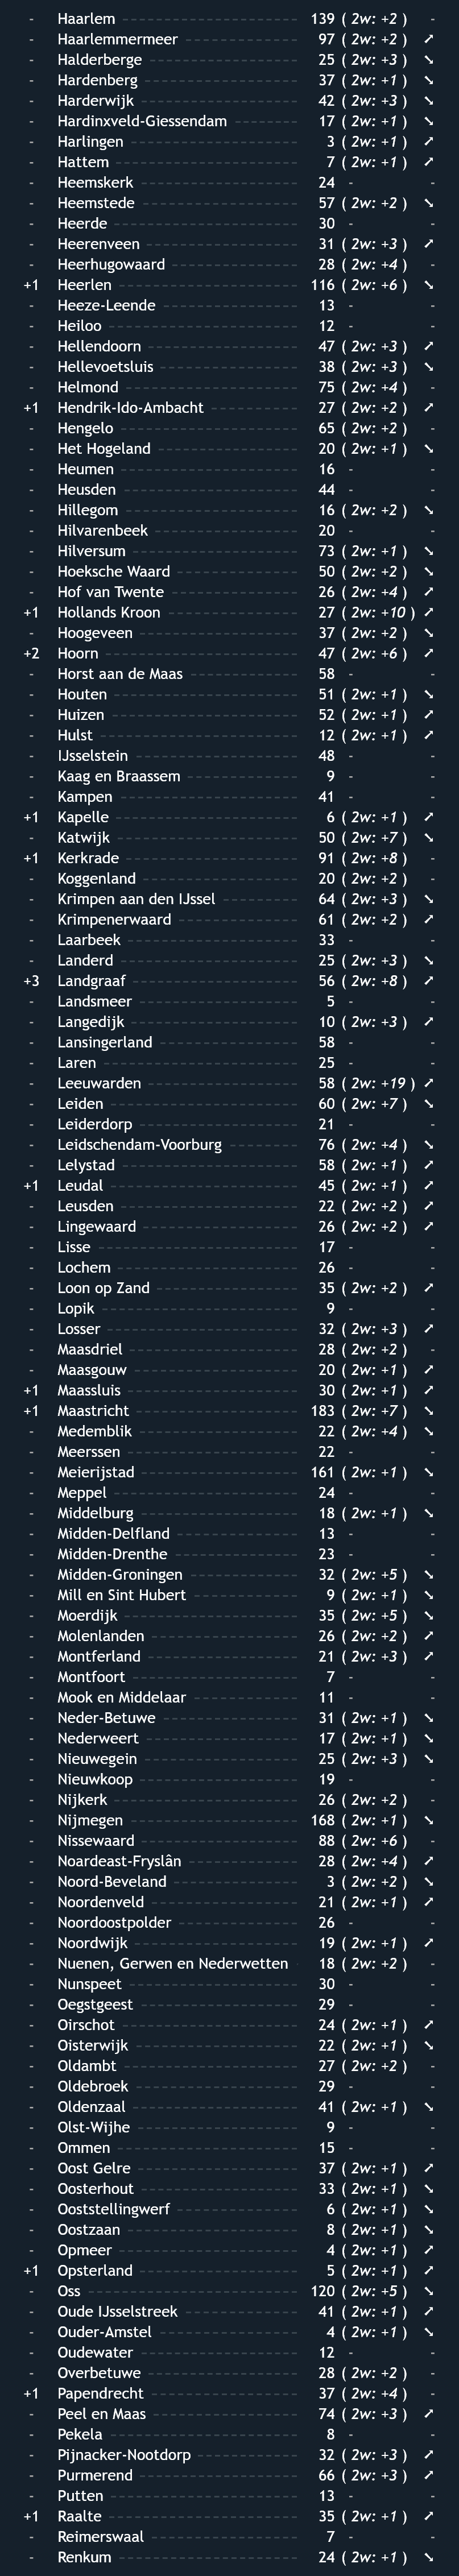 - Haarlem 139 ( 2w: +2 ) -
- Haarlemmermeer 97 ( 2w: +2 ) ↗
- Halderberge 25 ( 2w: +3 ) ↘
- Hardenberg 37 ( 2w: +1 ) ↘
- Harderwijk 42 ( 2w: +3 ) ↘
- Hardinxveld-Giessendam 17 ( 2w: +1 ) ↘
- Harlingen 3 ( 2w: +1 ) ↗
- Hattem 7 ( 2w: +1 ) ↗
- Heemskerk 24 - -
- Heemstede 57 ( 2w: +2 ) ↘
- Heerde 30 - -
- Heerenveen 31 ( 2w: +3 ) ↗
- Heerhugowaard 28 ( 2w: +4 ) -
+1 Heerlen 116 ( 2w: +6 ) ↘
- Heeze-Leende 13 - -
- Heiloo 12 - -
- Hellendoorn 47 ( 2w: +3 ) ↗
- Hellevoetsluis 38 ( 2w: +3 ) ↘
- Helmond 75 ( 2w: +4 ) -
+1 Hendrik-Ido-Ambacht 27 ( 2w: +2 ) ↗
- Hengelo 65 ( 2w: +2 ) -
- Het Hogeland 20 ( 2w: +1 ) ↘
- Heumen 16 - -
- Heusden 44 - -
- Hillegom 16 ( 2w: +2 ) ↘
- Hilvarenbeek 20 - -
- Hilversum 73 ( 2w: +1 ) ↘
- Hoeksche Waard 50 ( 2w: +2 ) ↘
- Hof van Twente 26 ( 2w: +4 ) ↗
+1 Hollands Kroon 27 ( 2w: +10 ) ↗
- Hoogeveen 37 ( 2w: +2 ) ↘
+2 Hoorn 47 ( 2w: +6 ) ↗
- Horst aan de Maas 58 - -
- Houten 51 ( 2w: +1 ) ↘
- Huizen 52 ( 2w: +1 ) ↗
- Hulst 12 ( 2w: +1 ) ↗
- IJsselstein 48 - -
- Kaag en Braassem 9 - -
- Kampen 41 - -
+1 Kapelle 6 ( 2w: +1 ) ↗
- Katwijk 50 ( 2w: +7 ) ↘
+1 Kerkrade 91 ( 2w: +8 ) -
- Koggenland 20 ( 2w: +2 ) -
- Krimpen aan den IJssel 64 ( 2w: +3 ) ↘
- Krimpenerwaard 61 ( 2w: +2 ) ↗
- Laarbeek 33 - -
- Landerd 25 ( 2w: +3 ) ↘
+3 Landgraaf 56 ( 2w: +8 ) ↗
- Landsmeer 5 - -
- Langedijk 10 ( 2w: +3 ) ↗
- Lansingerland 58 - -
- Laren 25 - -
- Leeuwarden 58 ( 2w: +19 ) ↗
- Leiden 60 ( 2w: +7 ) ↘
- Leiderdorp 21 - -
- Leidschendam-Voorburg 76 ( 2w: +4 ) ↘
- Lelystad 58 ( 2w: +1 ) ↗
+1 Leudal 45 ( 2w: +1 ) ↗
- Leusden 22 ( 2w: +2 ) ↗
- Lingewaard 26 ( 2w: +2 ) ↗
- Lisse 17 - -
- Lochem 26 - -
- Loon op Zand 35 ( 2w: +2 ) ↗
- Lopik 9 - -
- Losser 32 ( 2w: +3 ) ↗
- Maasdriel 28 ( 2w: +2 ) -
- Maasgouw 20 ( 2w: +1 ) ↗
+1 Maassluis 30 ( 2w: +1 ) ↗
+1 Maastricht 183 ( 2w: +7 ) ↘
- Medemblik 22 ( 2w: +4 ) ↘
- Meerssen 22 - -
- Meierijstad 161 ( 2w: +1 ) ↘
- Meppel 24 - -
- Middelburg 18 ( 2w: +1 ) ↘
- Midden-Delfland 13 - -
- Midden-Drenthe 23 - -
- Midden-Groningen 32 ( 2w: +5 ) ↘
- Mill en Sint Hubert 9 ( 2w: +1 ) ↘
- Moerdijk 35 ( 2w: +5 ) ↘
- Molenlanden 26 ( 2w: +2 ) ↗
- Montferland 21 ( 2w: +3 ) ↗
- Montfoort 7 - -
- Mook en Middelaar 11 - -
- Neder-Betuwe 31 ( 2w: +1 ) ↘
- Nederweert 17 ( 2w: +1 ) ↘
- Nieuwegein 25 ( 2w: +3 ) ↘
- Nieuwkoop 19 - -
- Nijkerk 26 ( 2w: +2 ) -
- Nijmegen 168 ( 2w: +1 ) ↘
- Nissewaard 88 ( 2w: +6 ) -
- Noardeast-Fryslân 28 ( 2w: +4 ) ↗
- Noord-Beveland 3 ( 2w: +2 ) ↘
- Noordenveld 21 ( 2w: +1 ) ↗
- Noordoostpolder 26 - -
- Noordwijk 19 ( 2w: +1 ) ↗
- Nuenen, Gerwen en Nederwetten 18 ( 2w: +2 ) -
- Nunspeet 30 - -
- Oegstgeest 29 - -
- Oirschot 24 ( 2w: +1 ) ↗
- Oisterwijk 22 ( 2w: +1 ) ↘
- Oldambt 27 ( 2w: +2 ) -
- Oldebroek 29 - -
- Oldenzaal 41 ( 2w: +1 ) ↘
- Olst-Wijhe 9 - -
- Ommen 15 - -
- Oost Gelre 37 ( 2w: +1 ) ↗
- Oosterhout 33 ( 2w: +1 ) ↘
- Ooststellingwerf 6 ( 2w: +1 ) ↘
- Oostzaan 8 ( 2w: +1 ) ↘
- Opmeer 4 ( 2w: +1 ) ↗
+1 Opsterland 5 ( 2w: +1 ) ↗
- Oss 120 ( 2w: +5 ) ↘
- Oude IJsselstreek 41 ( 2w: +1 ) ↗
- Ouder-Amstel 4 ( 2w: +1 ) ↘
- Oudewater 12 - -
- Overbetuwe 28 ( 2w: +2 ) -
+1 Papendrecht 37 ( 2w: +4 ) -
- Peel en Maas 74 ( 2w: +3 ) ↗
- Pekela 8 - -
- Pijnacker-Nootdorp 32 ( 2w: +3 ) ↗
- Purmerend 66 ( 2w: +3 ) ↗
- Putten 13 - -
+1 Raalte 35 ( 2w: +1 ) ↗
- Reimerswaal 7 - -
- Renkum 24 ( 2w: +1 ) ↘